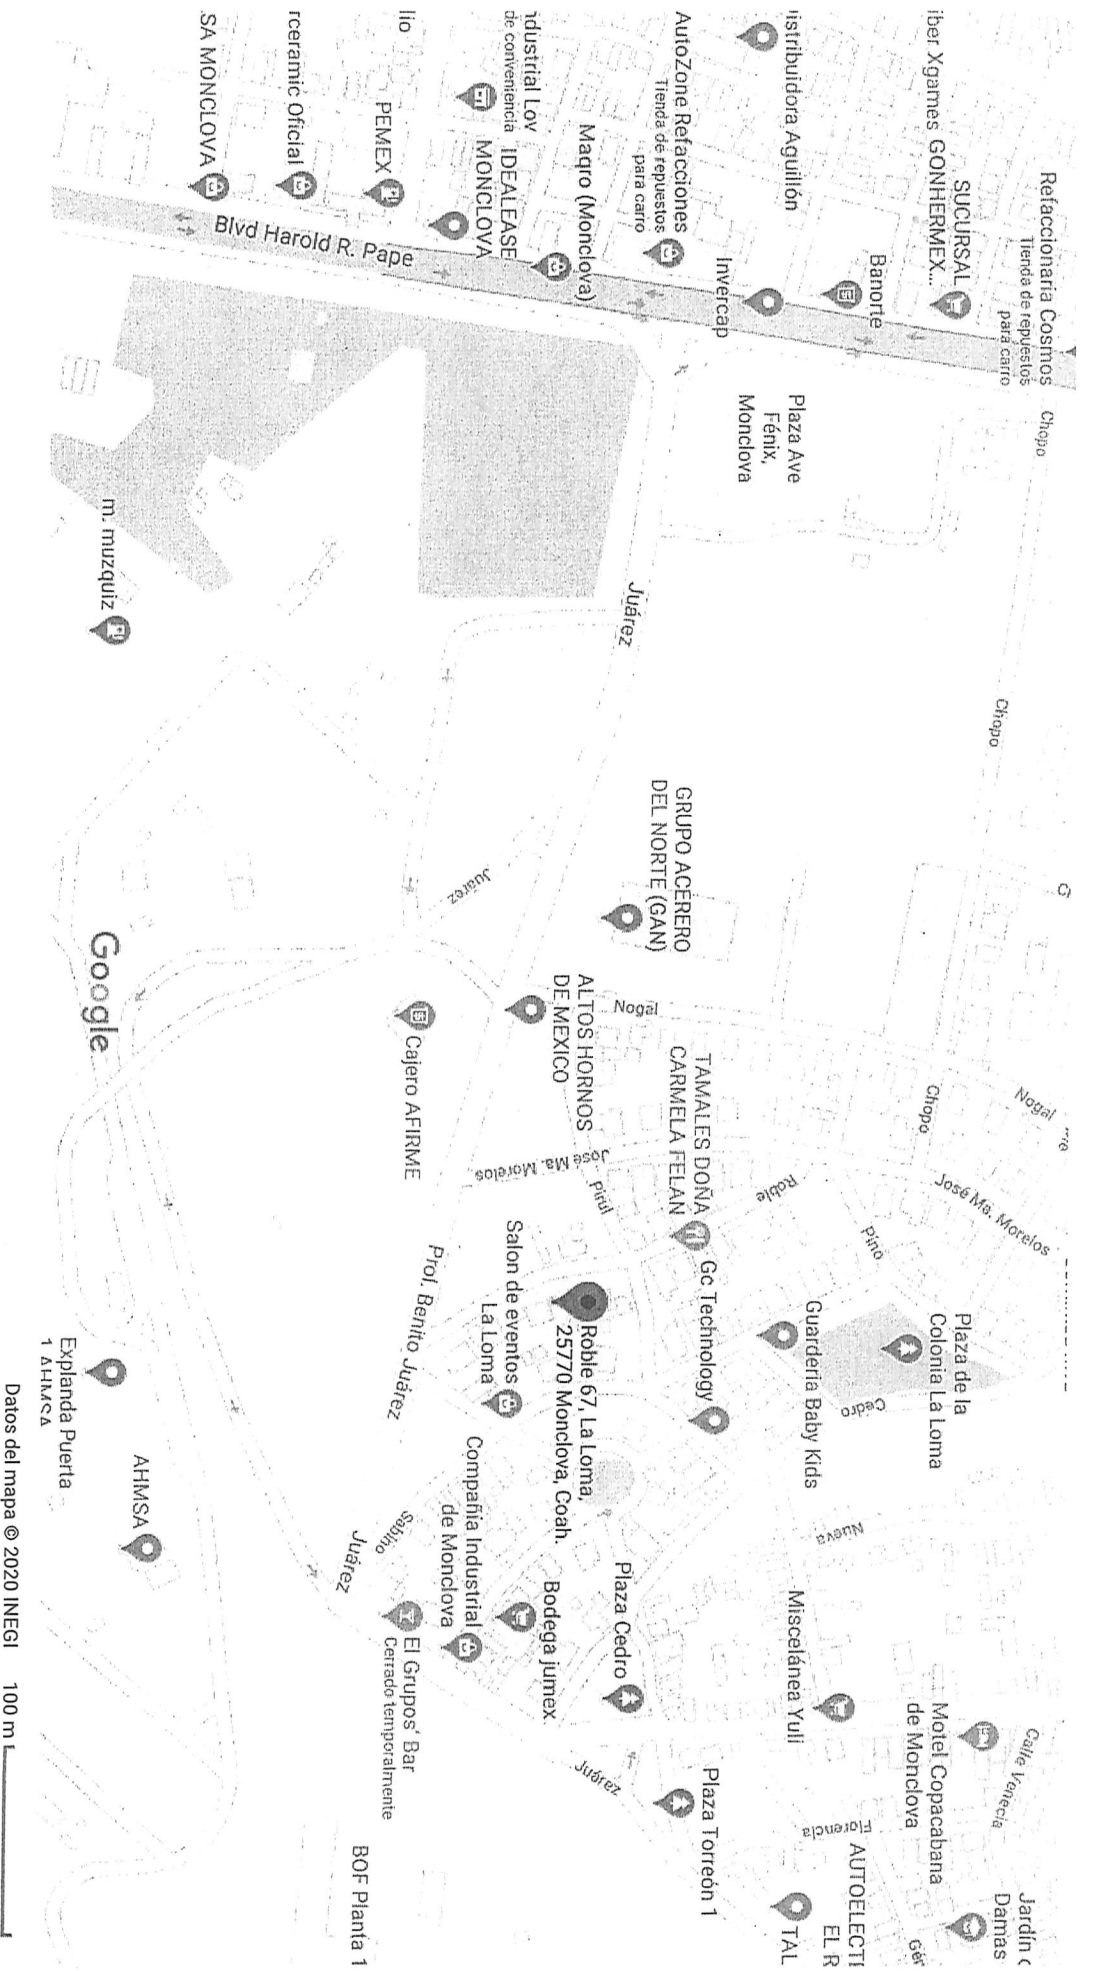 Refaccionaria Cosmos
Tienda de repuestos
para carro
SUCURSAL
GONHERMEX...
iber Xgames
Banorte
istribuidora Aguillón
Invercap
AutoZone Refacciones
Tienda de repuestos
para carro
Maqro (Monclova)
ndustrial Lov
de conveniencia
IDEALEASE
MONCLOVA
lio
PEMEX
rceramic Oficial
SA MONCLOVA
Blvd Harold R. Pape
Plaza Ave
Fénix,
Monclova
Chopo
Chopo
Juárez
m. muzquiz
GRUPO ACERERO
DEL NORTE (GAN)
Juárez
Google
ALTOS HORNOS
DE MEXICO
Nogal
Nogal
Chopo
Cajero AFIRME
TAMALES DOÑA
CARMELA FELAN
José Ma. Morelos
Pirul
Roble
Pino
José Ma. Morelos
Plaza de la
Colonia La Loma
Cedro
Guardería Baby Kids
Gc Technology
Roble 67, La Loma,
25770 Monclova, Coah.
Salon de eventos
La Loma
Prof. Benito Juárez
Explanda Puerta
1 AHMSA
AHMSA
Compañia Industrial
de Monclova
Sabino
Juárez
Nueva
Bodega jumex
Plaza Cedro
Miscelánea Yuli
El Grupos' Bar
Cerrado temporalmente
Motel Copacabana
de Monclova
Calle Venecia
Juárez
Plaza Torreón 1
Florencia
AUTOELECTI
EL R
TAL
Gér
Jardín
Damas
BOF Planta 1
Datos del mapa © 2020 INEGI
100 m